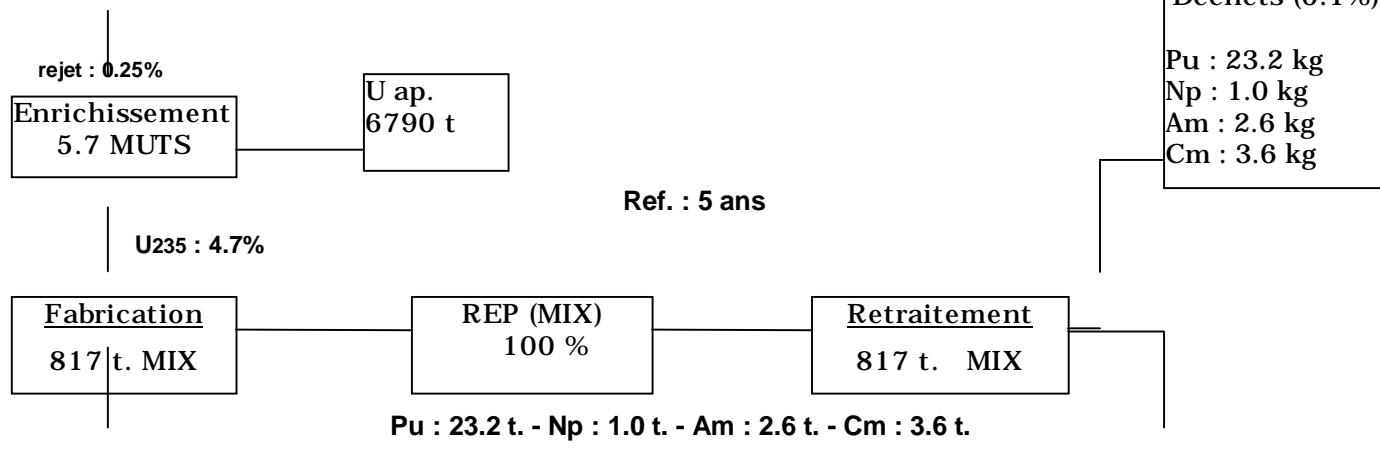 Pu : 23.2 kg
Np : 1.0 kg
Am : 2.6 kg
Cm : 3.6 kg
rejet : 0.25%
Enrichissement
5.7 MUTS
U ap.
6790 t
Ref. : 5 ans
U235 : 4.7%
Fabrication
817 t. MIX
REP (MIX)
100 %
Retraitement
817 t. MIX
Pu : 23.2 t. - Np : 1.0 t. - Am : 2.6 t. - Cm : 3.6 t.